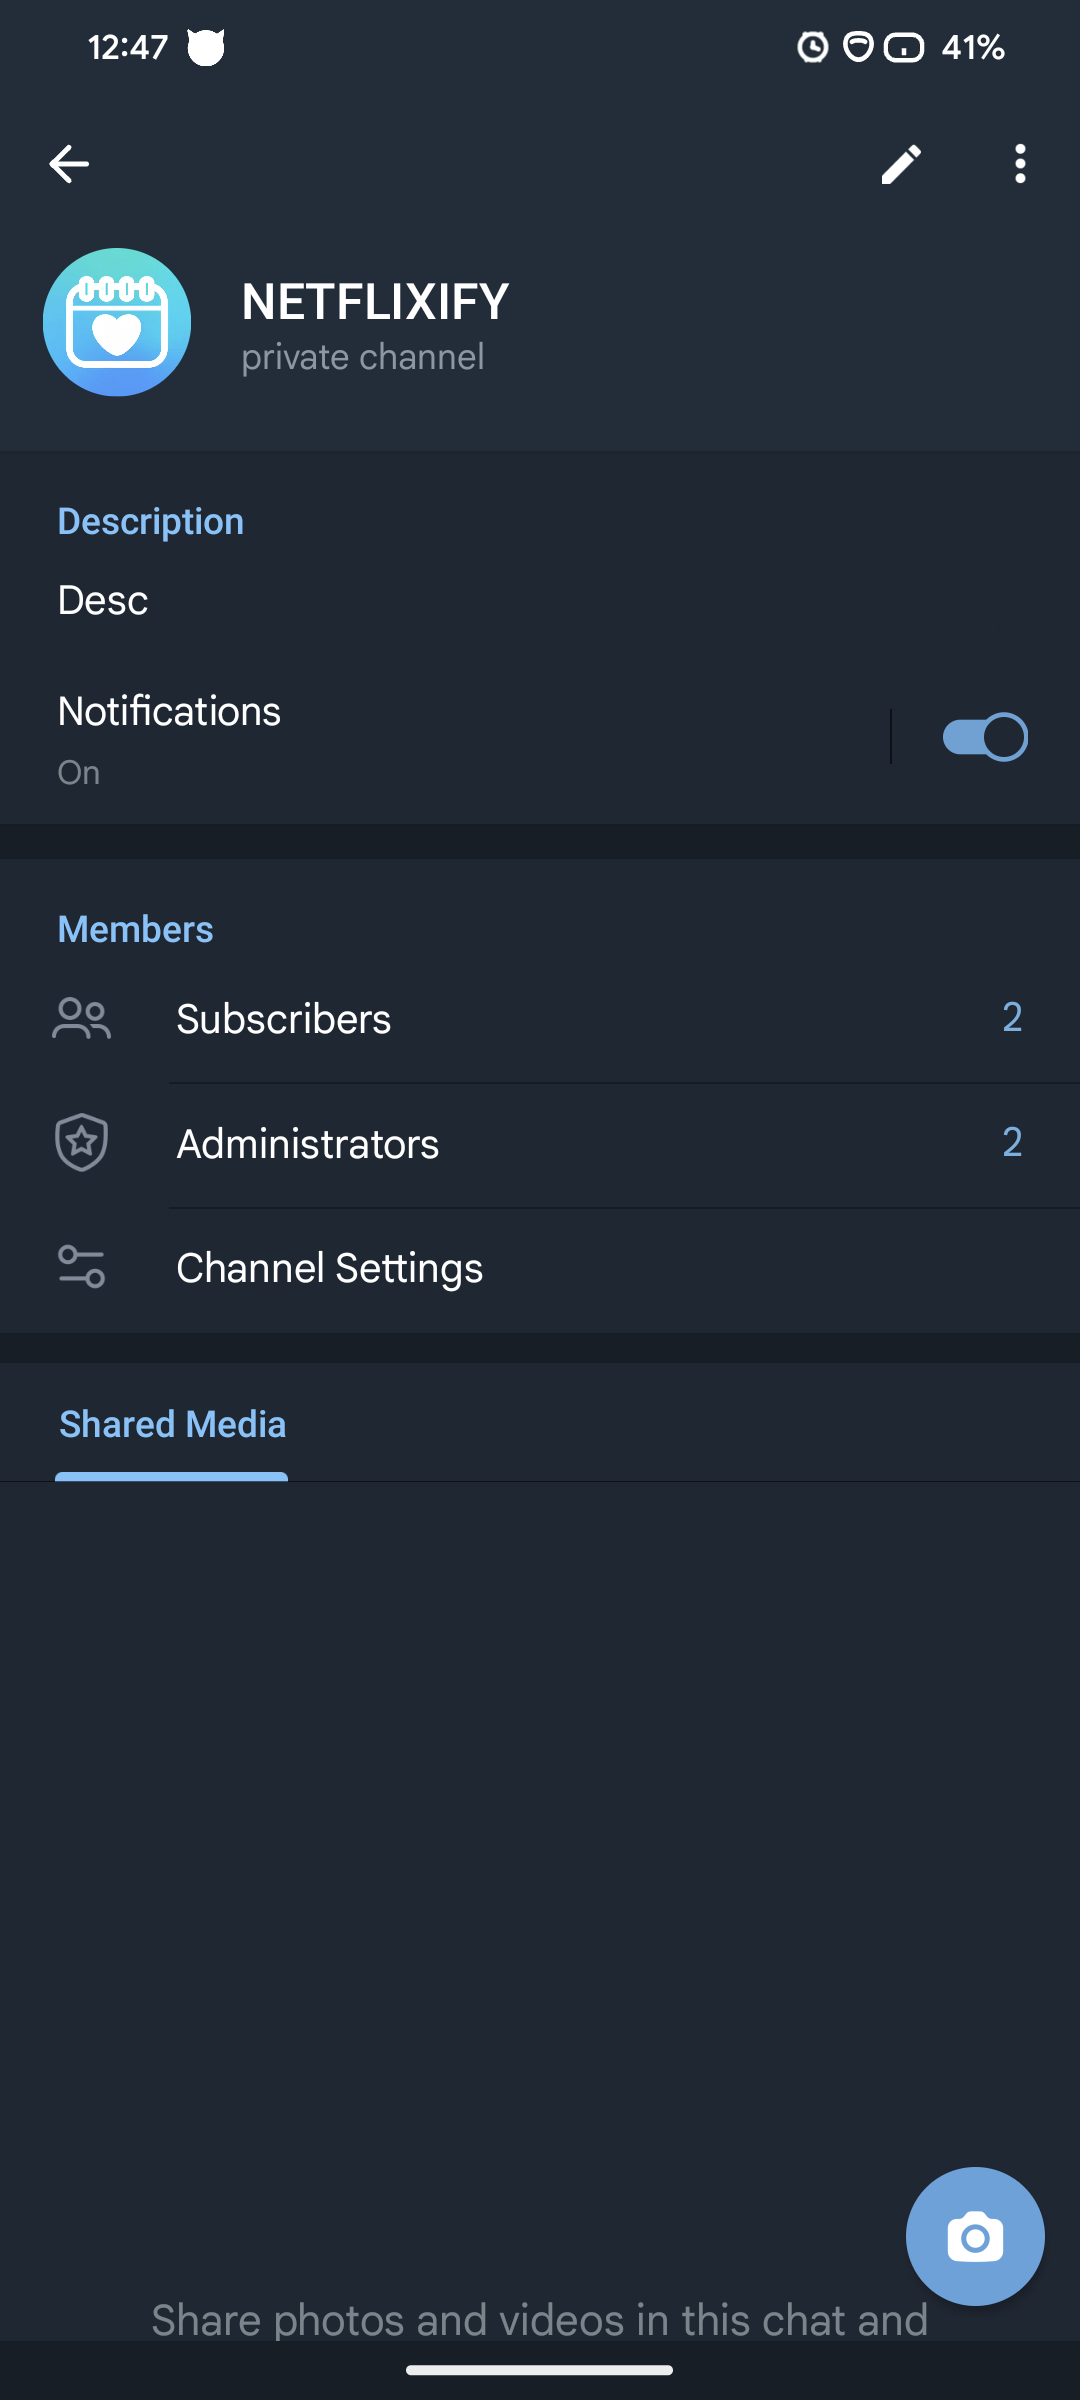 12:47
41%
NETFLIXIFY
private channel
Description
Desc
Notifications
On
Members
Subscribers 2
Administrators 2
Channel Settings
Shared Media
Share photos and videos in this chat and